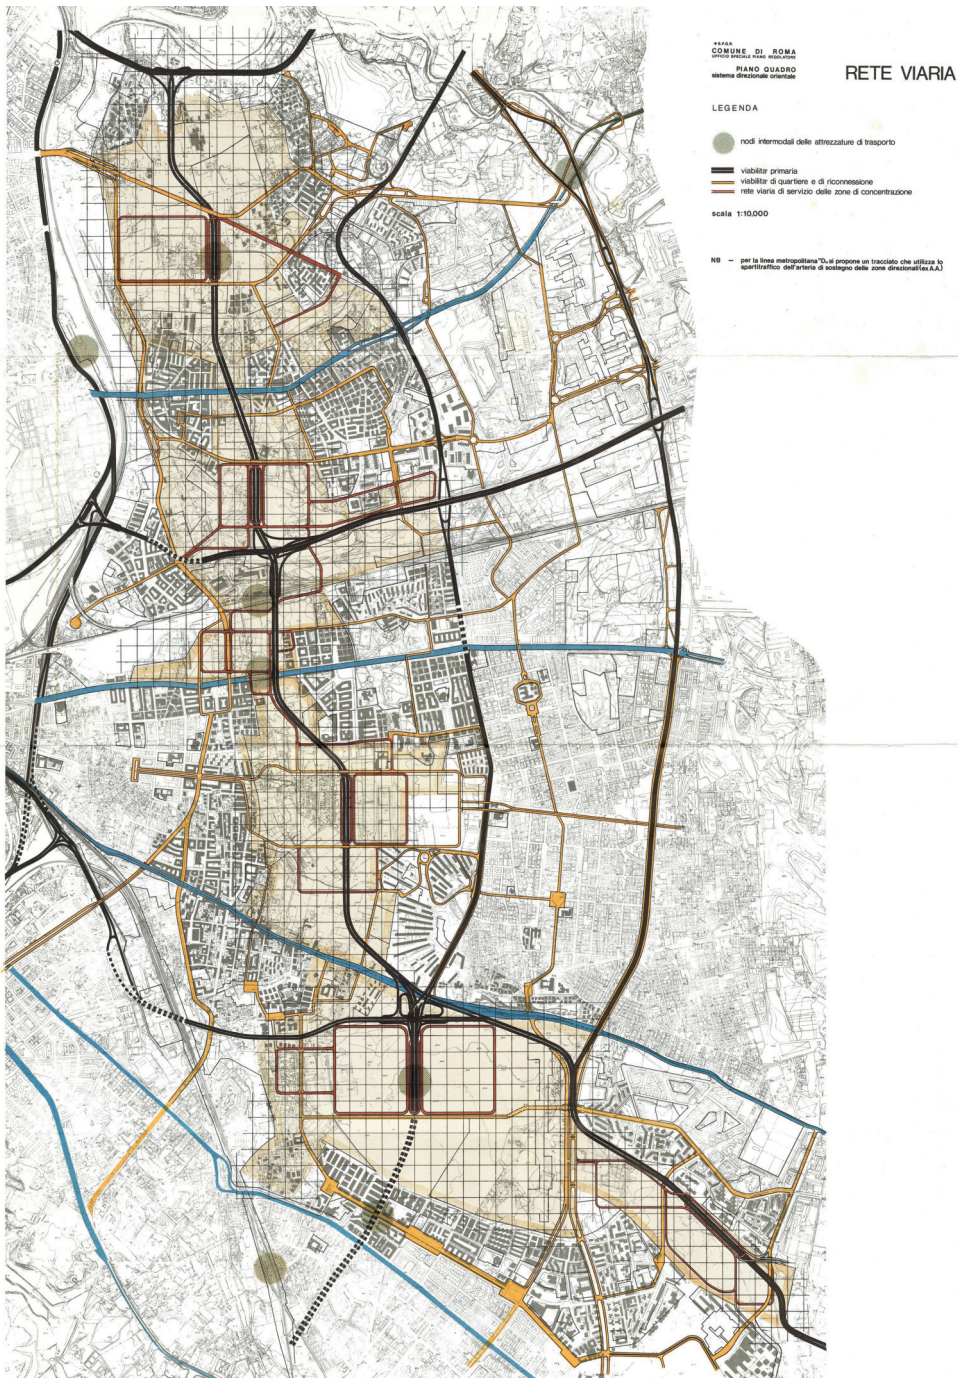 S.P.Q.R.
COMUNE DI ROMA
UFFICIO SPECIALE PIANO REGOLATORE
PIANO QUADRO
sistema direzionale orientale
RETE VIARIA
LEGENDA
nodi intermodali delle attrezzature di trasporto
viabilita' primaria
viabilita' di quartiere e di riconnessione
rete viaria di servizio delle zone di concentrazione
scala 1:10.000
NB – per la linea metropolitana "D" si propone un tracciato che utilizza lo
spartitraffico dell'arteria di sostegno delle zone direzionali (ex A.A.)